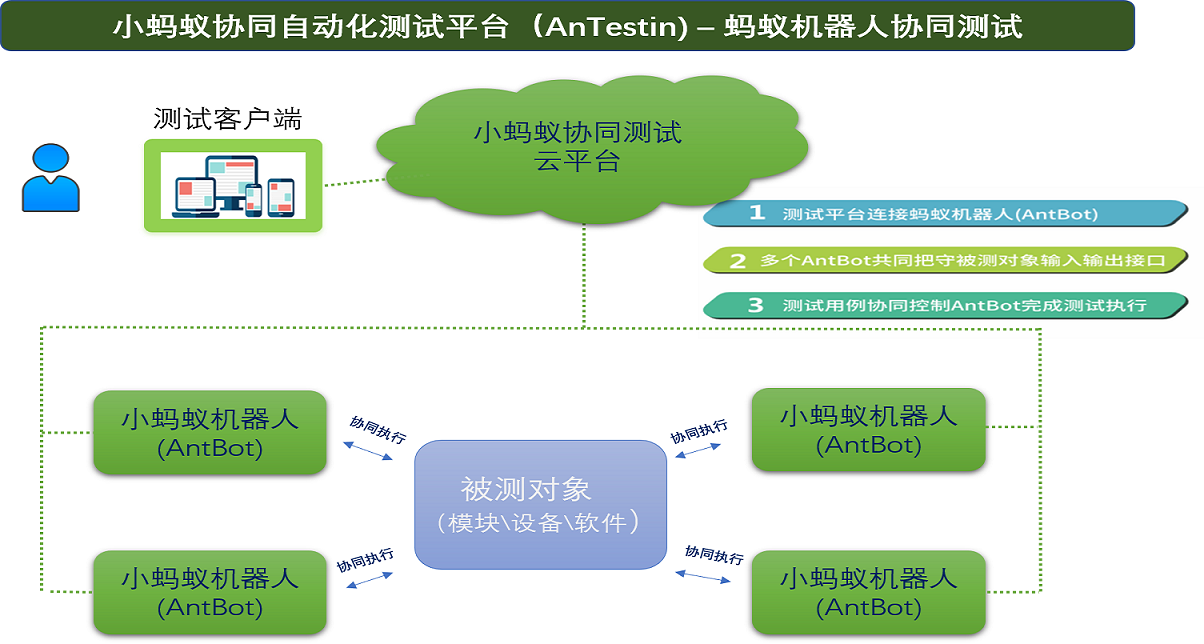 小蚂蚁协同自动化测试平台（AnTestin) – 蚂蚁机器人协同测试
测试客户端
小蚂蚁协同测试
云平台
1 测试平台连接蚂蚁机器人(AntBot)
2 多个AntBot共同把守被测对象输入输出接口
3 测试用例协同控制AntBot完成测试执行
小蚂蚁机器人
(AntBot)
协同执行
协同执行
小蚂蚁机器人
(AntBot)
被测对象
（模块\设备\软件）
小蚂蚁机器人
(AntBot)
协同执行
协同执行
小蚂蚁机器人
(AntBot)